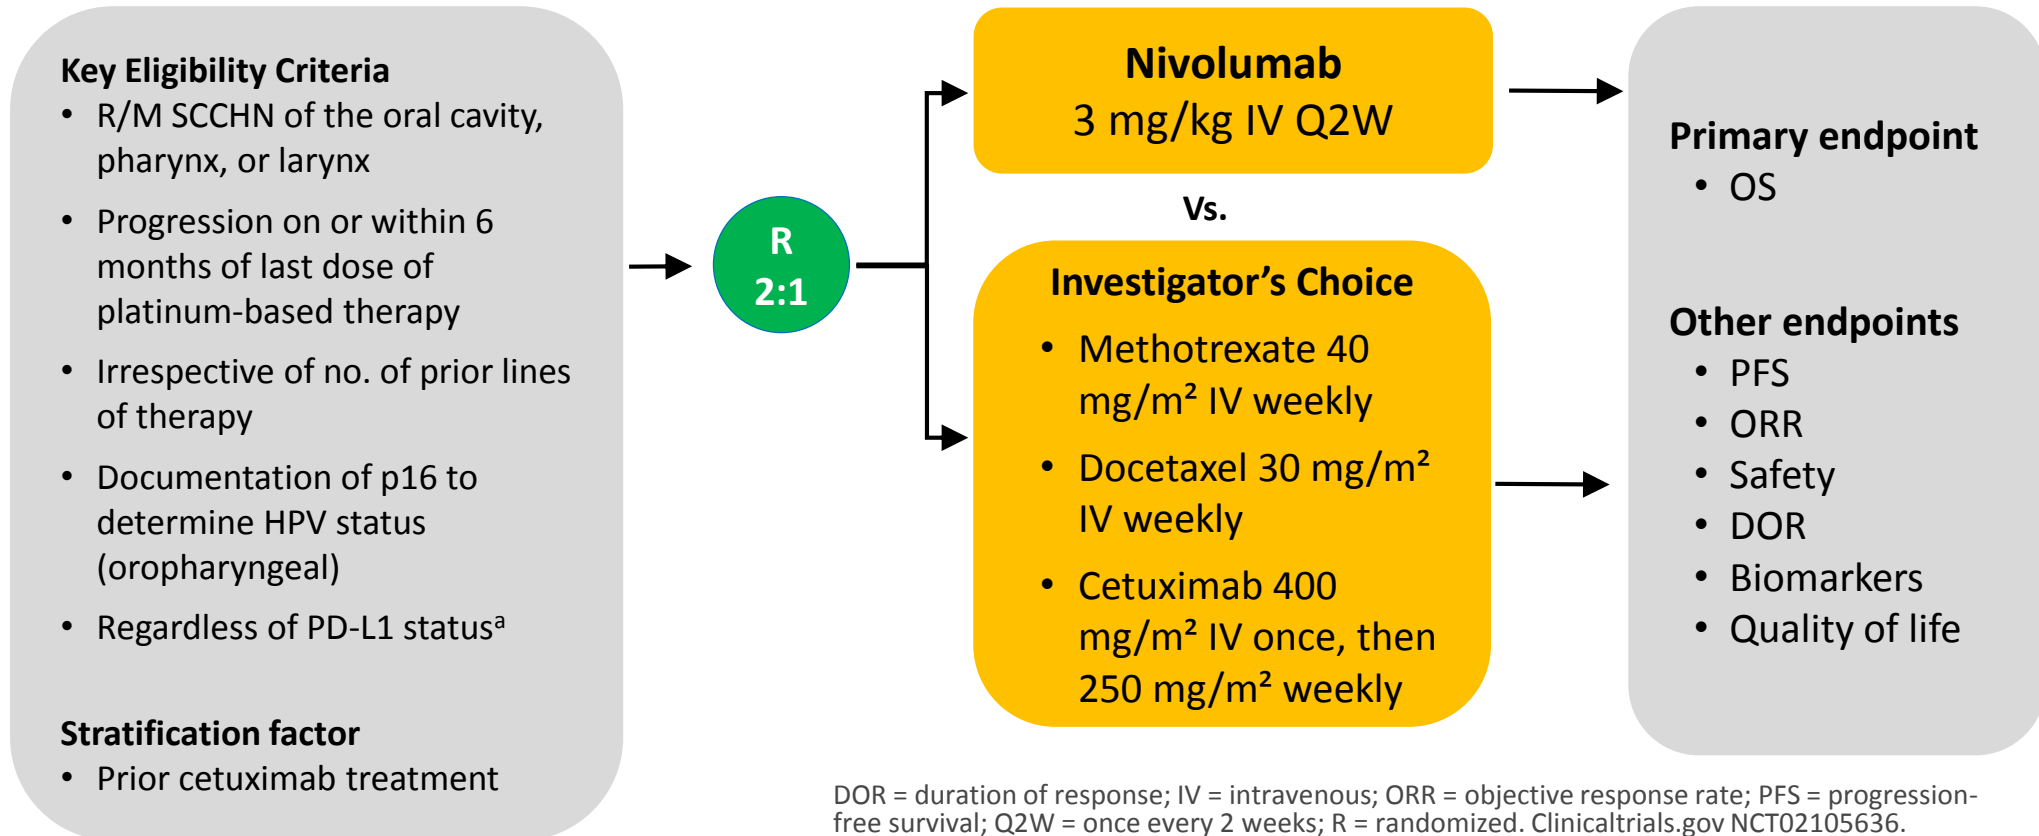 Key Eligibility Criteria
• R/M SCCHN of the oral cavity,
pharynx, or larynx
• Progression on or within 6
months of last dose of
platinum-based therapy
• Irrespective of no. of prior lines
of therapy
• Documentation of p16 to
determine HPV status
(oropharyngeal)
• Regardless of PD-L1 statusᵃ
Stratification factor
• Prior cetuximab treatment
R
2:1
Nivolumab
3 mg/kg IV Q2W
Vs.
Investigator’s Choice
• Methotrexate 40
mg/m² IV weekly
• Docetaxel 30 mg/m²
IV weekly
• Cetuximab 400
mg/m² IV once, then
250 mg/m² weekly
Primary endpoint
• OS
Other endpoints
• PFS
• ORR
• Safety
• DOR
• Biomarkers
• Quality of life
DOR = duration of response; IV = intravenous; ORR = objective response rate; PFS = progression-
free survival; Q2W = once every 2 weeks; R = randomized. Clinicaltrials.gov NCT02105636.